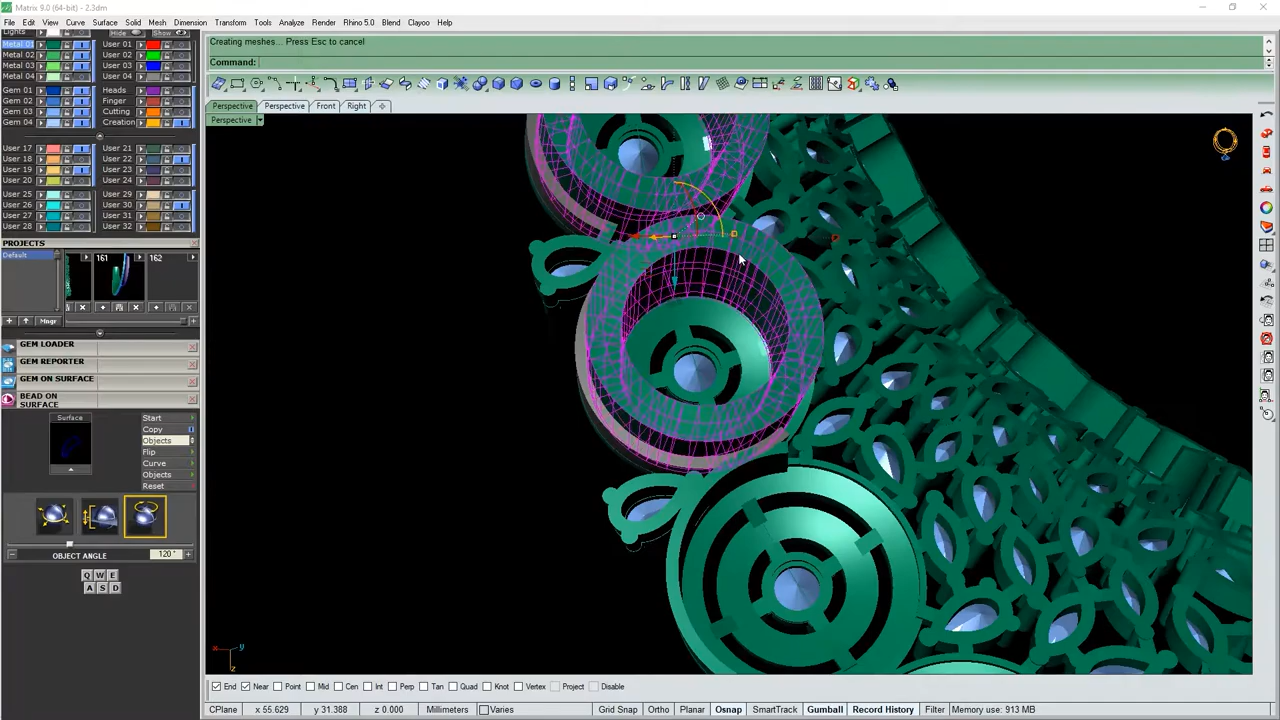 Matrix 9.0 (64-bit) - 2.3dm
File Edit View Curve Surface Solid Mesh Dimension Transform Tools Analyze Render Rhino 5.0 Blend Clayoo Help
Lights Hide Show
Metal 01 User 01
Metal 02 User 02
Metal 03 User 03
Metal 04 User 04
Gem 01 Heads
Gem 02 Finger
Gem 03 Cutting
Gem 04 Creation
User 17 User 21
User 18 User 22
User 19 User 23
User 20 User 24
User 25 User 29
User 26 User 30
User 27 User 31
User 28 User 32
PROJECTS
Default
161 162
Mngr
GEM LOADER
GEM REPORTER
GEM ON SURFACE
BEAD ON
SURFACE
Surface
Start
Copy
Objects
Flip
Curve
Objects
Reset
OBJECT ANGLE 120°
Q W E
A S D
Creating meshes... Press Esc to cancel
Command:
Perspective Perspective Front Right
Perspective
x y
z
End Near Point Mid Cen Int Perp Tan Quad Knot Vertex Project Disable
CPlane x 55.629 y 31.388 z 0.000 Millimeters Varies Grid Snap Ortho Planar Osnap SmartTrack Gumball Record History Filter Memory use: 913 MB